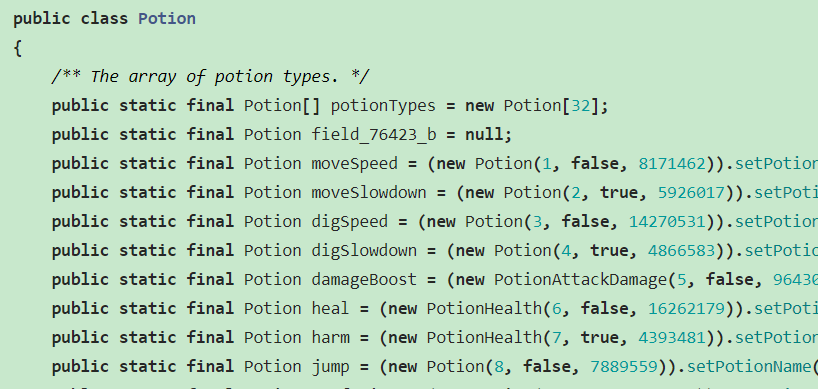 public class Potion
{
/** The array of potion types. */
public static final Potion[] potionTypes = new Potion[32];
public static final Potion field_76423_b = null;
public static final Potion moveSpeed = (new Potion(1, false, 8171462)).setPotion
public static final Potion moveSlowdown = (new Potion(2, true, 5926017)).setPoti
public static final Potion digSpeed = (new Potion(3, false, 14270531)).setPotion
public static final Potion digSlowdown = (new Potion(4, true, 4866583)).setPotio
public static final Potion damageBoost = (new PotionAttackDamage(5, false, 96430
public static final Potion heal = (new PotionHealth(6, false, 16262179)).setPoti
public static final Potion harm = (new PotionHealth(7, true, 4393481)).setPotion
public static final Potion jump = (new Potion(8, false, 7889559)).setPotionName(